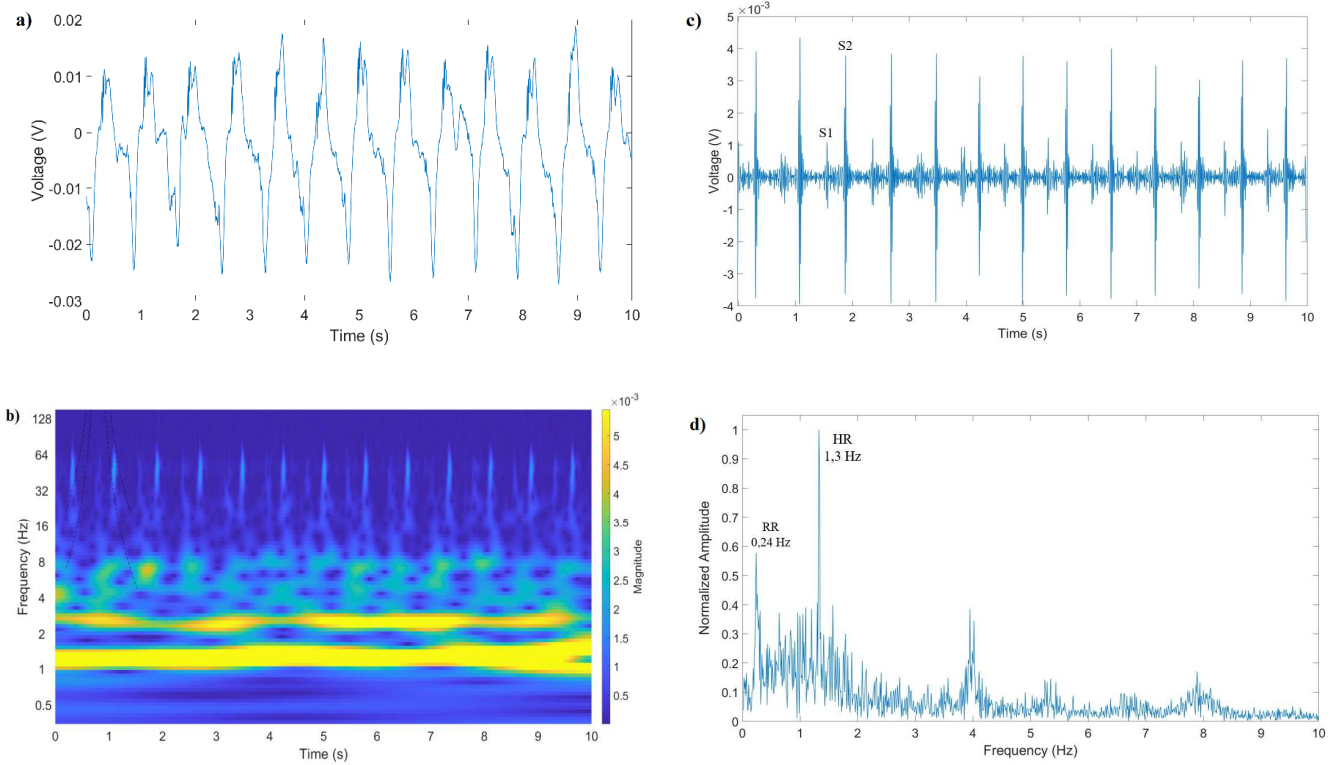 a)
0.02
0.01
0
-0.01
-0.02
-0.03
Voltage (V)
0 1 2 3 4 5 6 7 8 9 10
Time (s)
c)
×10-3
5
4
3
2
1
0
-1
-2
-3
-4
Voltage (V)
S1
S2
0 1 2 3 4 5 6 7 8 9 10
Time (s)
b)
128
64
32
16
8
4
2
1
0.5
Frequency (Hz)
0 1 2 3 4 5 6 7 8 9 10
Time (s)
×10-3
5
4.5
4
3.5
3
2.5
2
1.5
1
0.5
Magnitude
d)
1
0.9
0.8
0.7
0.6
0.5
0.4
0.3
0.2
0.1
0
Normalized Amplitude
RR
0,24 Hz
HR
1,3 Hz
0 1 2 3 4 5 6 7 8 9 10
Frequency (Hz)